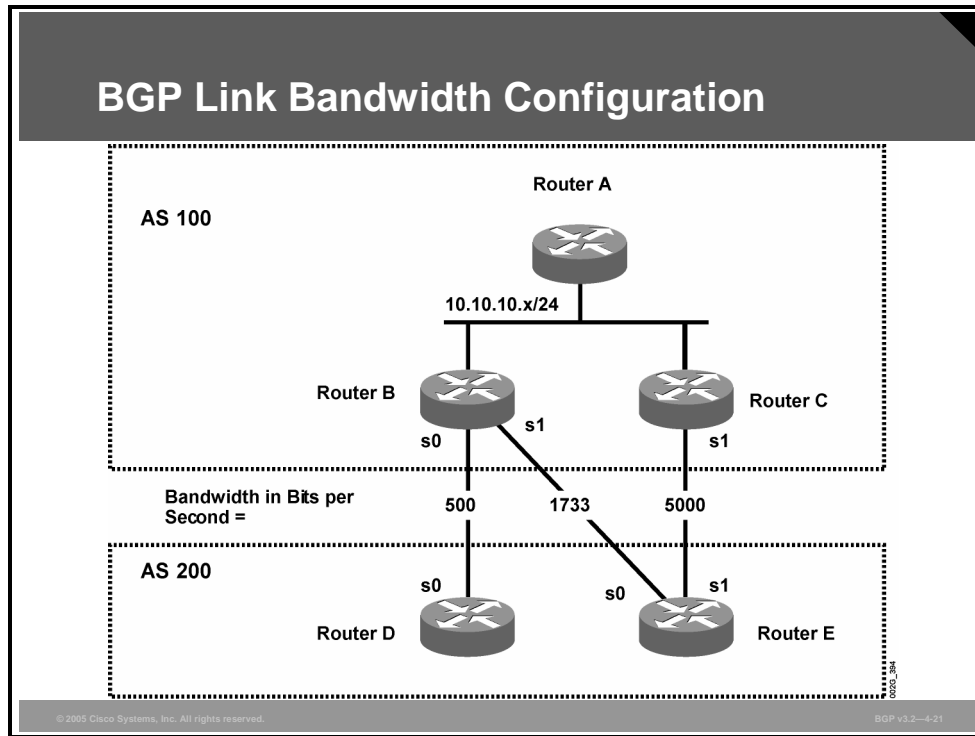 BGP Link Bandwidth Configuration
Router A
AS 100
10.10.10.x/24
Router B
Router C
s0
s1
s1
Bandwidth in Bits per
Second =
500
1733
5000
AS 200
s0
s0
s1
Router D
Router E
002G_394
© 2005 Cisco Systems, Inc. All rights reserved.
BGP v3.2—4-21